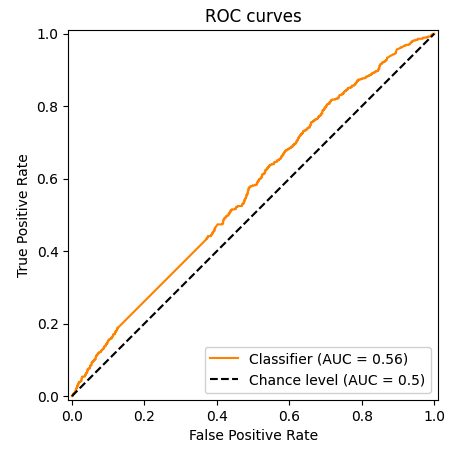 ROC curves
True Positive Rate
1.0
0.8
0.6
0.4
0.2
0.0
Classifier (AUC = 0.56)
Chance level (AUC = 0.5)
0.0 0.2 0.4 0.6 0.8 1.0
False Positive Rate